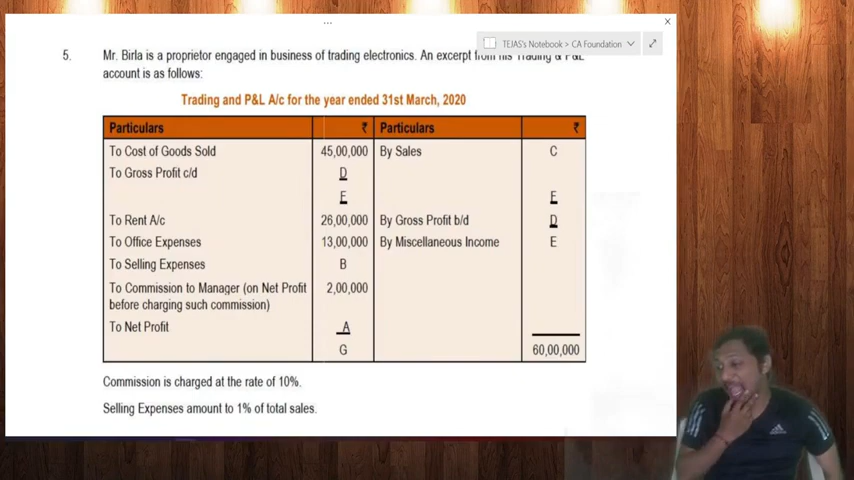 ...
×
TEJAS's Notebook > CA Foundation
5. Mr. Birla is a proprietor engaged in business of trading electronics. An excerpt from his Trading & P&L
account is as follows:
Trading and P&L A/c for the year ended 31st March, 2020
Particulars ₹ Particulars ₹
To Cost of Goods Sold 45,00,000 By Sales C
To Gross Profit c/d D
E E
To Rent A/c 26,00,000 By Gross Profit b/d D
To Office Expenses 13,00,000 By Miscellaneous Income E
To Selling Expenses B
To Commission to Manager (on Net Profit 2,00,000
before charging such commission)
To Net Profit A
G 60,00,000
Commission is charged at the rate of 10%.
Selling Expenses amount to 1% of total sales.
adidas